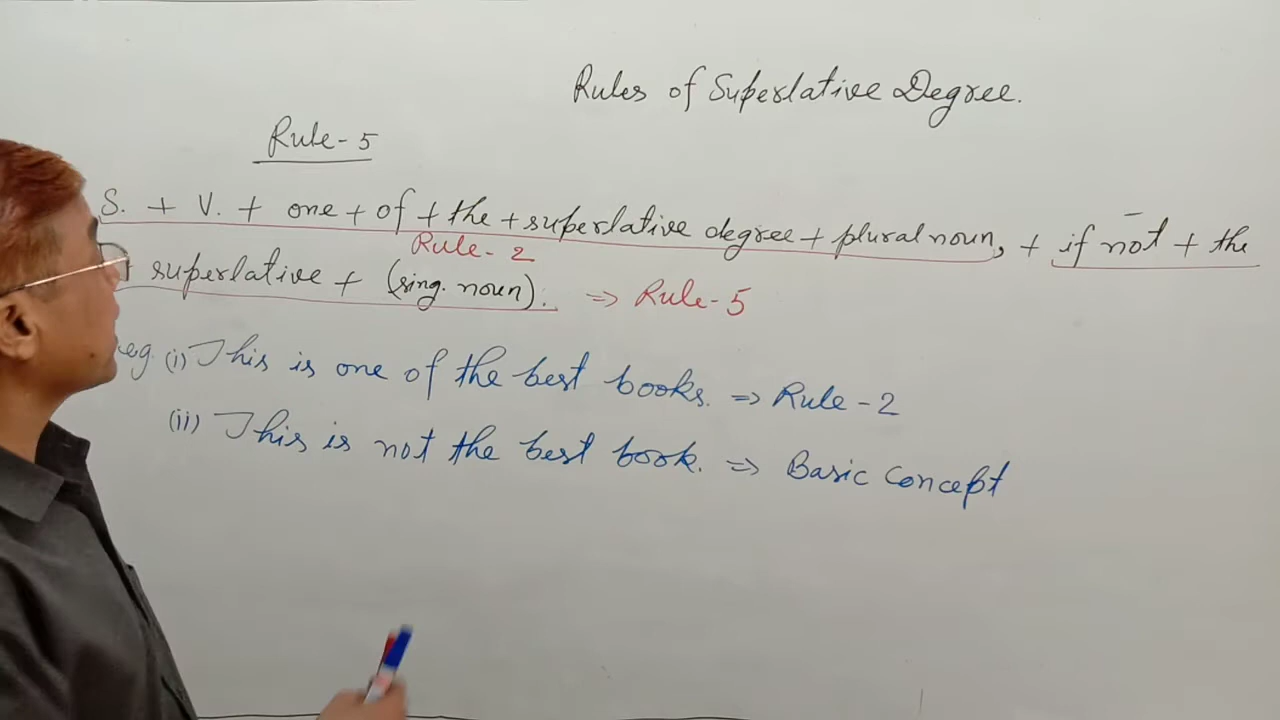 Rules of Superlative Degree.
Rule-5
S. + V. + one + of + the + superlative degree + plural noun, + if not + the
Rule-2
+ superlative + (sing. noun). ⇒ Rule-5
eg. (i) This is one of the best books. ⇒ Rule-2
(ii) This is not the best book. ⇒ Basic Concept